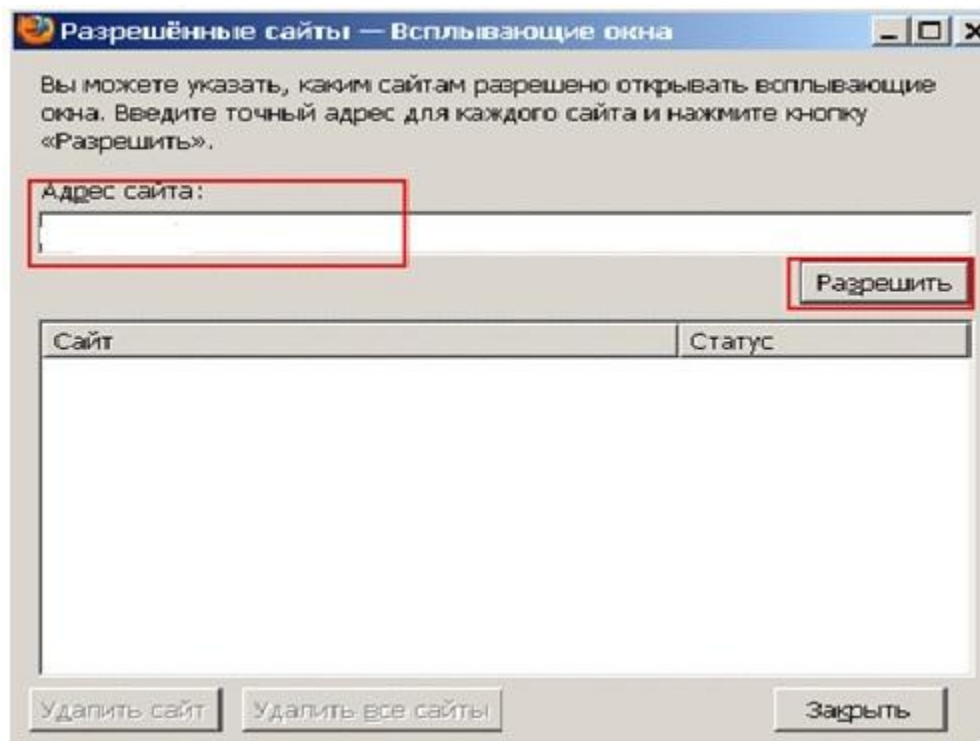 Разрешённые сайты — Всплывающие окна
Вы можете указать, каким сайтам разрешено открывать всплывающие
окна. Введите точный адрес для каждого сайта и нажмите кнопку
«Разрешить».
Адрес сайта:
Разрешить
Сайт Статус
Удалить сайт Удалить все сайты Закрыть